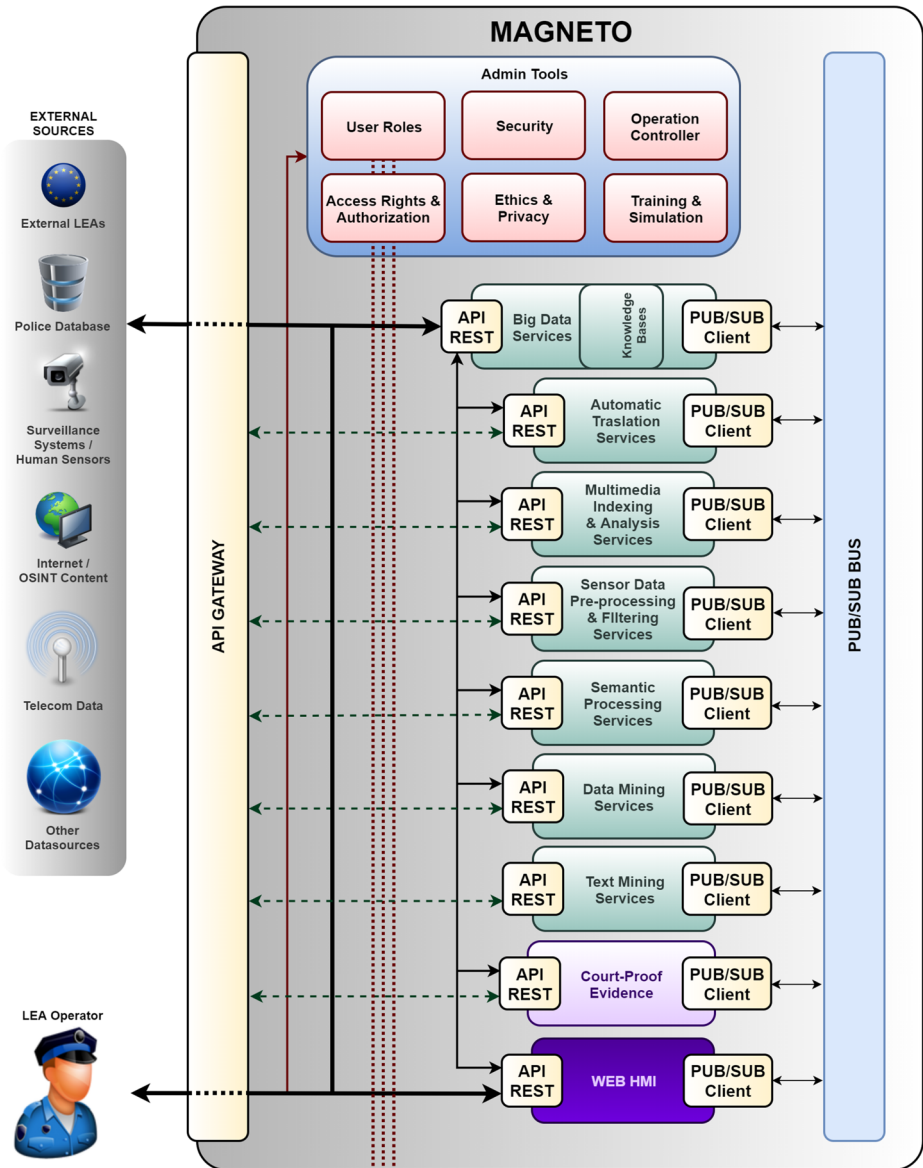 MAGNETO
Admin Tools
User Roles
Security
Operation
Controller
Access Rights &
Authorization
Ethics &
Privacy
Training &
Simulation
EXTERNAL
SOURCES
External LEAs
Police Database
Surveillance
Systems /
Human Sensors
Internet /
OSINT Content
Telecom Data
Other
Datasources
LEA Operator
API GATEWAY
API
REST
Big Data
Services
Knowledge
Bases
PUB/SUB
Client
API
REST
Automatic
Traslation
Services
PUB/SUB
Client
API
REST
Multimedia
Indexing
& Analysis
Services
PUB/SUB
Client
API
REST
Sensor Data
Pre-processing
& FIltering
Services
PUB/SUB
Client
API
REST
Semantic
Processing
Services
PUB/SUB
Client
API
REST
Data Mining
Services
PUB/SUB
Client
API
REST
Text Mining
Services
PUB/SUB
Client
API
REST
Court-Proof
Evidence
PUB/SUB
Client
API
REST
WEB HMI
PUB/SUB
Client
PUB/SUB BUS